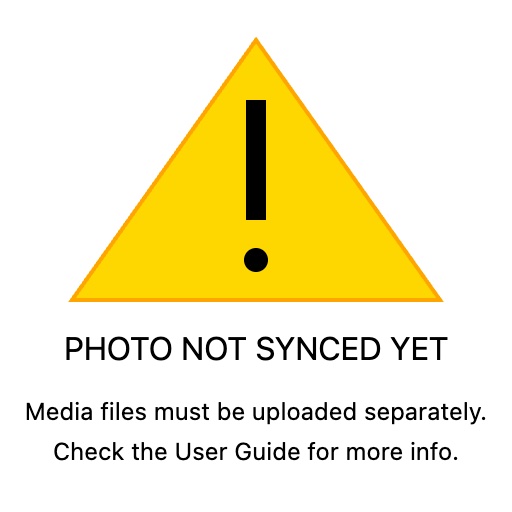 PHOTO NOT SYNCED YET
Media files must be uploaded separately.
Check the User Guide for more info.